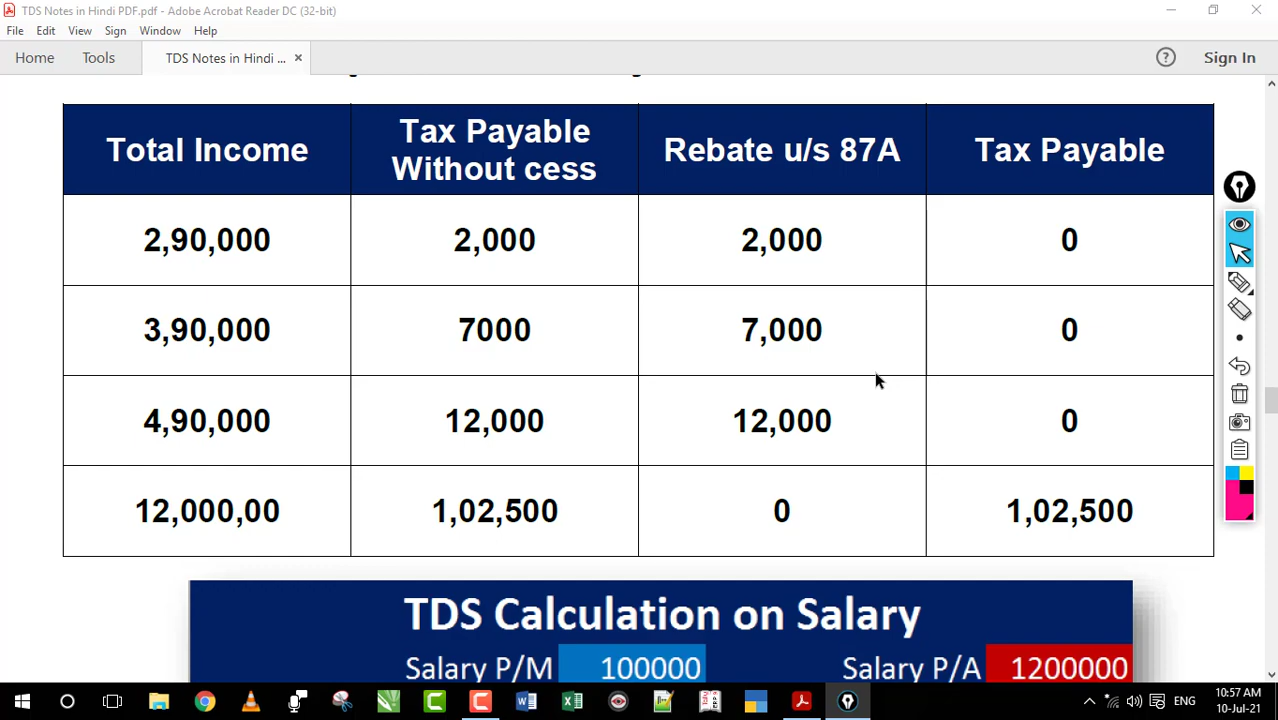 TDS Notes in Hindi PDF.pdf - Adobe Acrobat Reader DC (32-bit)
File Edit View Sign Window Help
Home Tools TDS Notes in Hindi ... × ? Sign In
Total Income Tax Payable Without cess Rebate u/s 87A Tax Payable
2,90,000 2,000 2,000 0
3,90,000 7000 7,000 0
4,90,000 12,000 12,000 0
12,000,00 1,02,500 0 1,02,500
TDS Calculation on Salary
Salary P/M 100000 Salary P/A 1200000
ENG 10:57 AM
10-Jul-21